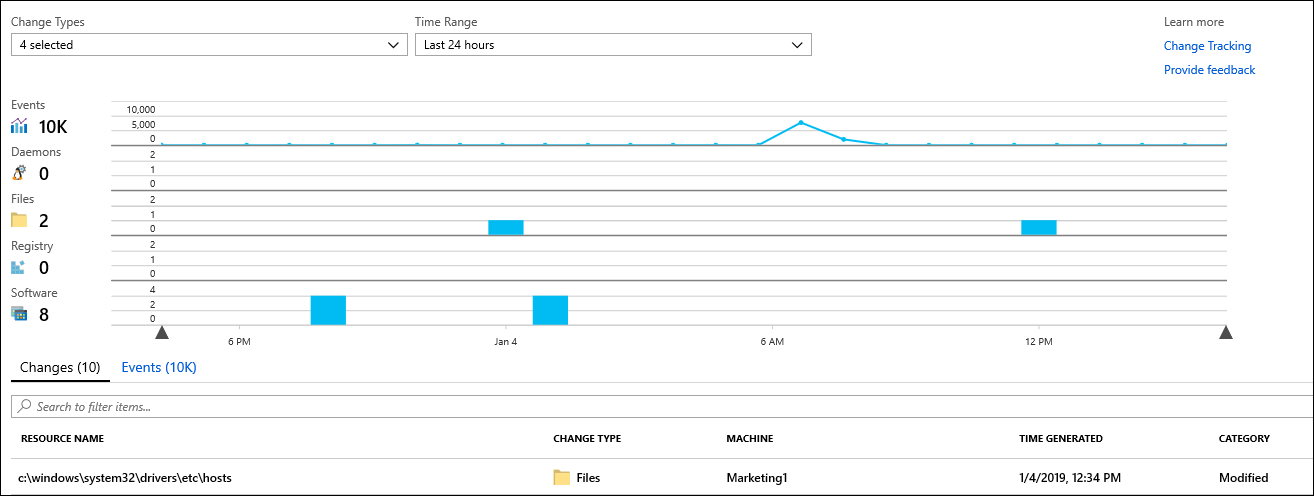 Change Types
Time Range
Learn more
4 selected
Last 24 hours
Change Tracking
Provide feedback
Events
10K
10,000
5,000
0
Daemons
0
2
1
0
Files
2
2
1
0
Registry
0
2
1
0
Software
8
4
2
0
6 PM
Jan 4
6 AM
12 PM
Changes (10)
Events (10K)
Search to filter items...
RESOURCE NAME CHANGE TYPE MACHINE TIME GENERATED CATEGORY
c:\windows\system32\drivers\etc\hosts Files Marketing1 1/4/2019, 12:34 PM Modified